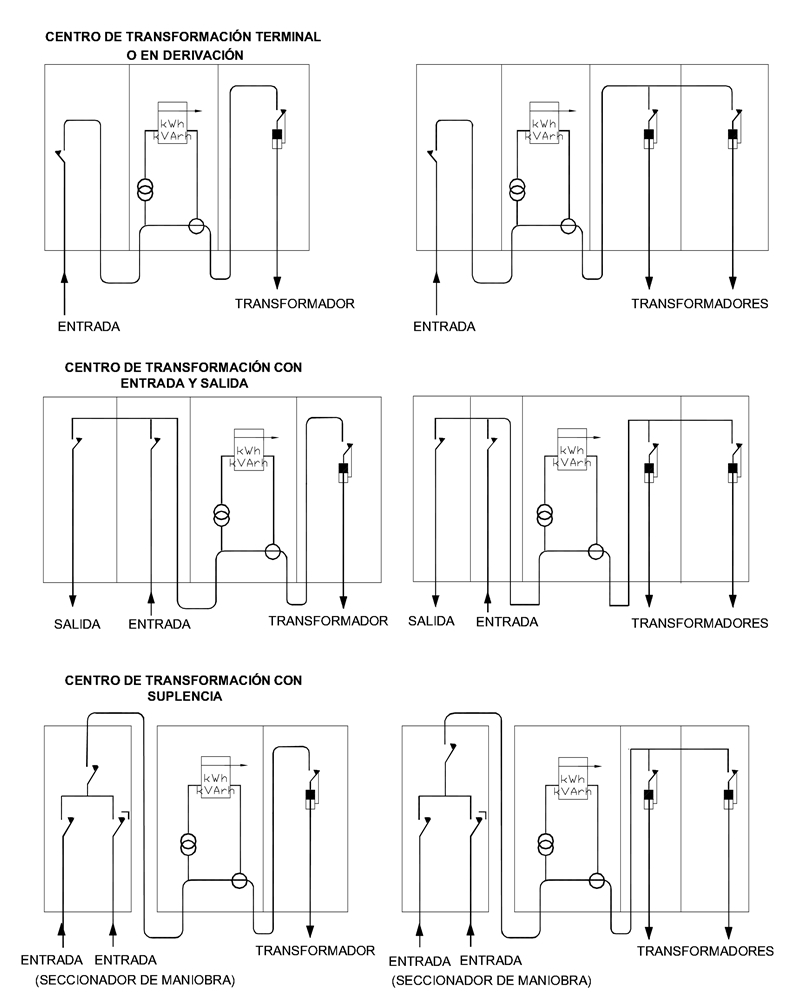 CENTRO DE TRANSFORMACIÓN TERMINAL
O EN DERIVACIÓN
kWh
kVArh
kWh
kVArh
TRANSFORMADOR
TRANSFORMADORES
ENTRADA
ENTRADA
CENTRO DE TRANSFORMACIÓN CON
ENTRADA Y SALIDA
kWh
kVArh
kWh
kVArh
SALIDA
ENTRADA
TRANSFORMADOR
SALIDA
ENTRADA
TRANSFORMADORES
CENTRO DE TRANSFORMACIÓN CON
SUPLENCIA
kWh
kVArh
kWh
kVArh
ENTRADA ENTRADA
TRANSFORMADOR
(SECCIONADOR DE MANIOBRA)
ENTRADA ENTRADA
TRANSFORMADORES
(SECCIONADOR DE MANIOBRA)